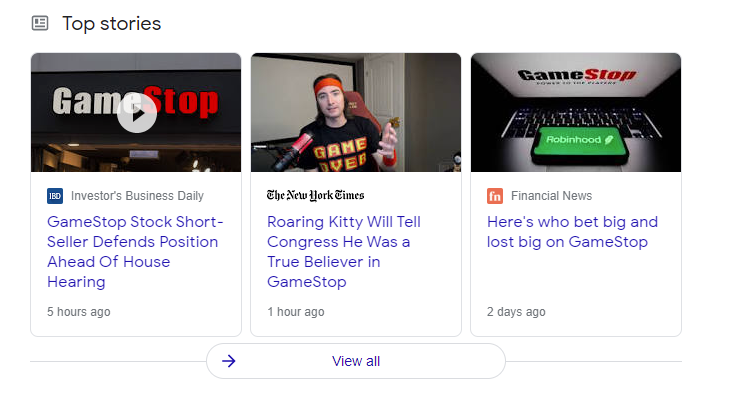 Top stories
GameStop
IBD Investor's Business Daily
GameStop Stock Short-
Seller Defends Position
Ahead Of House
Hearing
5 hours ago
GAME
OVER
The New York Times
Roaring Kitty Will Tell
Congress He Was a
True Believer in
GameStop
1 hour ago
GameStop
POWER TO THE PLAYERS
Robinhood
fn Financial News
Here's who bet big and
lost big on GameStop
2 days ago
View all